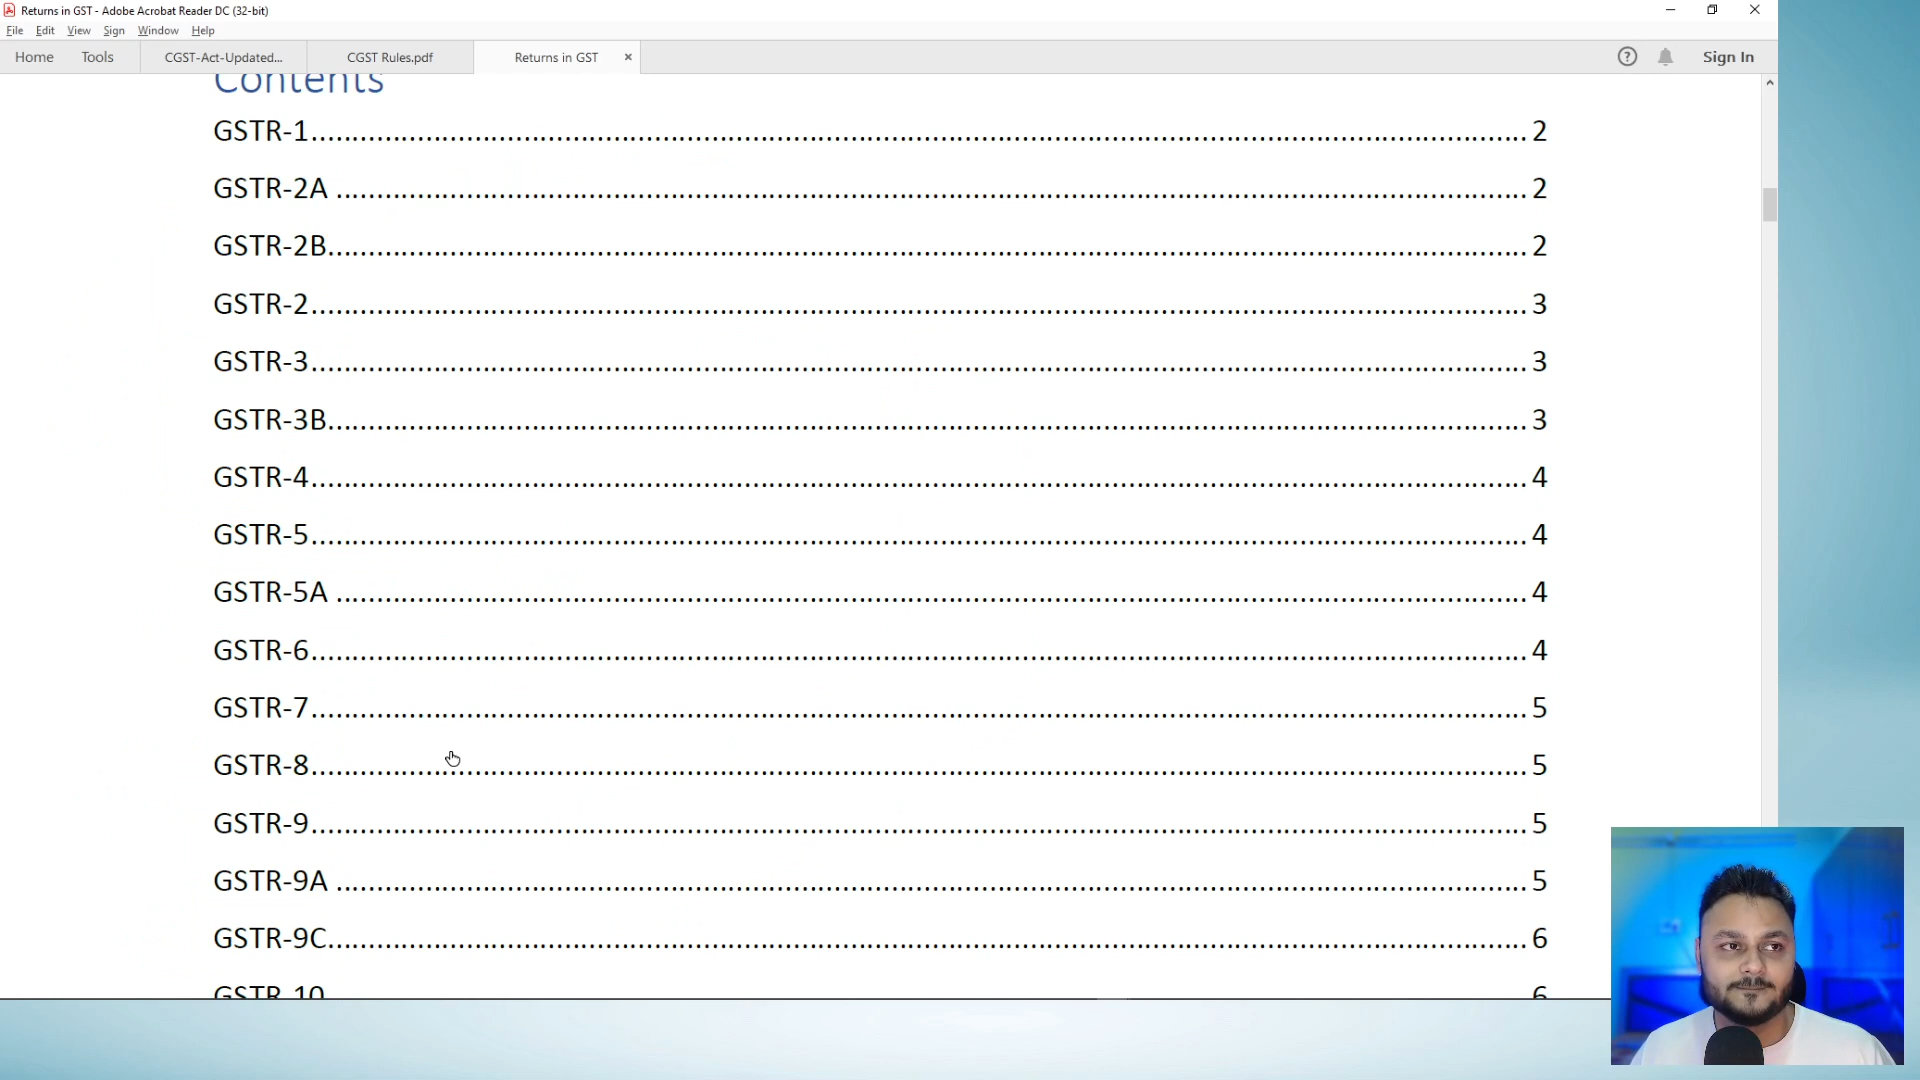 Returns in GST - Adobe Acrobat Reader DC (32-bit)
File Edit View Sign Window Help
Home Tools CGST-Act-Updated... CGST Rules.pdf Returns in GST × ? Sign In
Contents
GSTR-1.......... 2
GSTR-2A .......... 2
GSTR-2B.......... 2
GSTR-2.......... 3
GSTR-3.......... 3
GSTR-3B.......... 3
GSTR-4.......... 4
GSTR-5.......... 4
GSTR-5A .......... 4
GSTR-6.......... 4
GSTR-7.......... 5
GSTR-8.......... 5
GSTR-9.......... 5
GSTR-9A .......... 5
GSTR-9C.......... 6
GSTR-10.......... 6